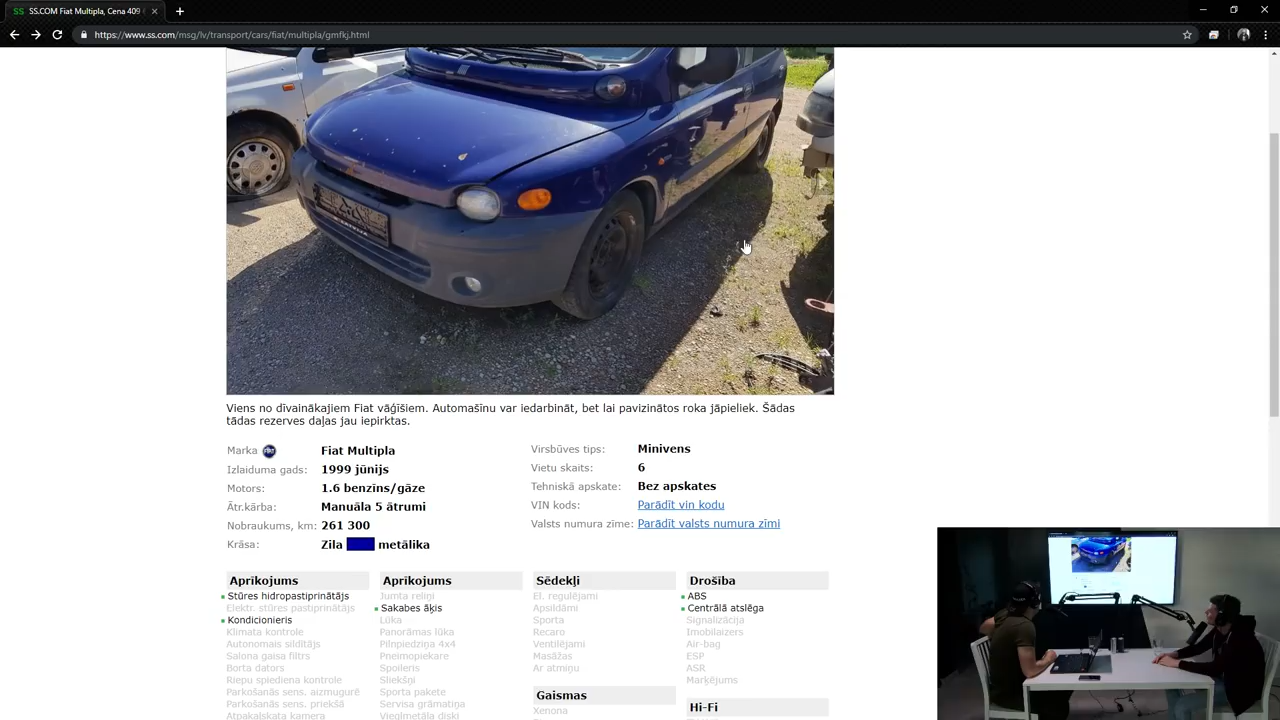 SS.COM Fiat Multipla, Cena 409
https://www.ss.com/msg/lv/transport/cars/fiat/multipla/gmfkj.html
Viens no dīvainākajiem Fiat vāģīšiem. Automašīnu var iedarbināt, bet lai pavizinātos roka jāpieliek. Šādas
tādas rezerves daļas jau iepirktas.
Marka Fiat Multipla
Izlaiduma gads: 1999 jūnijs
Motors: 1.6 benzīns/gāze
Ātr.kārba: Manuāla 5 ātrumi
Nobraukums, km: 261 300
Krāsa: Zila metālika
Virsbūves tips: Minivens
Vietu skaits: 6
Tehniskā apskate: Bez apskates
VIN kods: Parādīt vin kodu
Valsts numura zīme: Parādīt valsts numura zīmi
Aprīkojums
Stūres hidropastiprinātājs
Elektr. stūres pastiprinātājs
Kondicionieris
Klimata kontrole
Autonomais sildītājs
Salona gaisa filtrs
Borta dators
Riepu spiediena kontrole
Parkošanās sens. aizmugurē
Parkošanās sens. priekšā
Atpakaļskata kamera
Aprīkojums
Jumta reliņi
Sakabes āķis
Lūka
Panorāmas lūka
Pilnpiedziņa 4x4
Pneimopiekare
Spoileris
Sliekšņi
Sporta pakete
Servisa grāmatiņa
Vieglmetāla diski
Sēdekļi
El. regulējami
Apsildāmi
Sporta
Recaro
Ventilējami
Masāžas
Ar atmiņu
Gaismas
Xenona
Drošība
ABS
Centrālā atslēga
Signalizācija
Imobilaizers
Air-bag
ESP
ASR
Marķējums
Hi-Fi